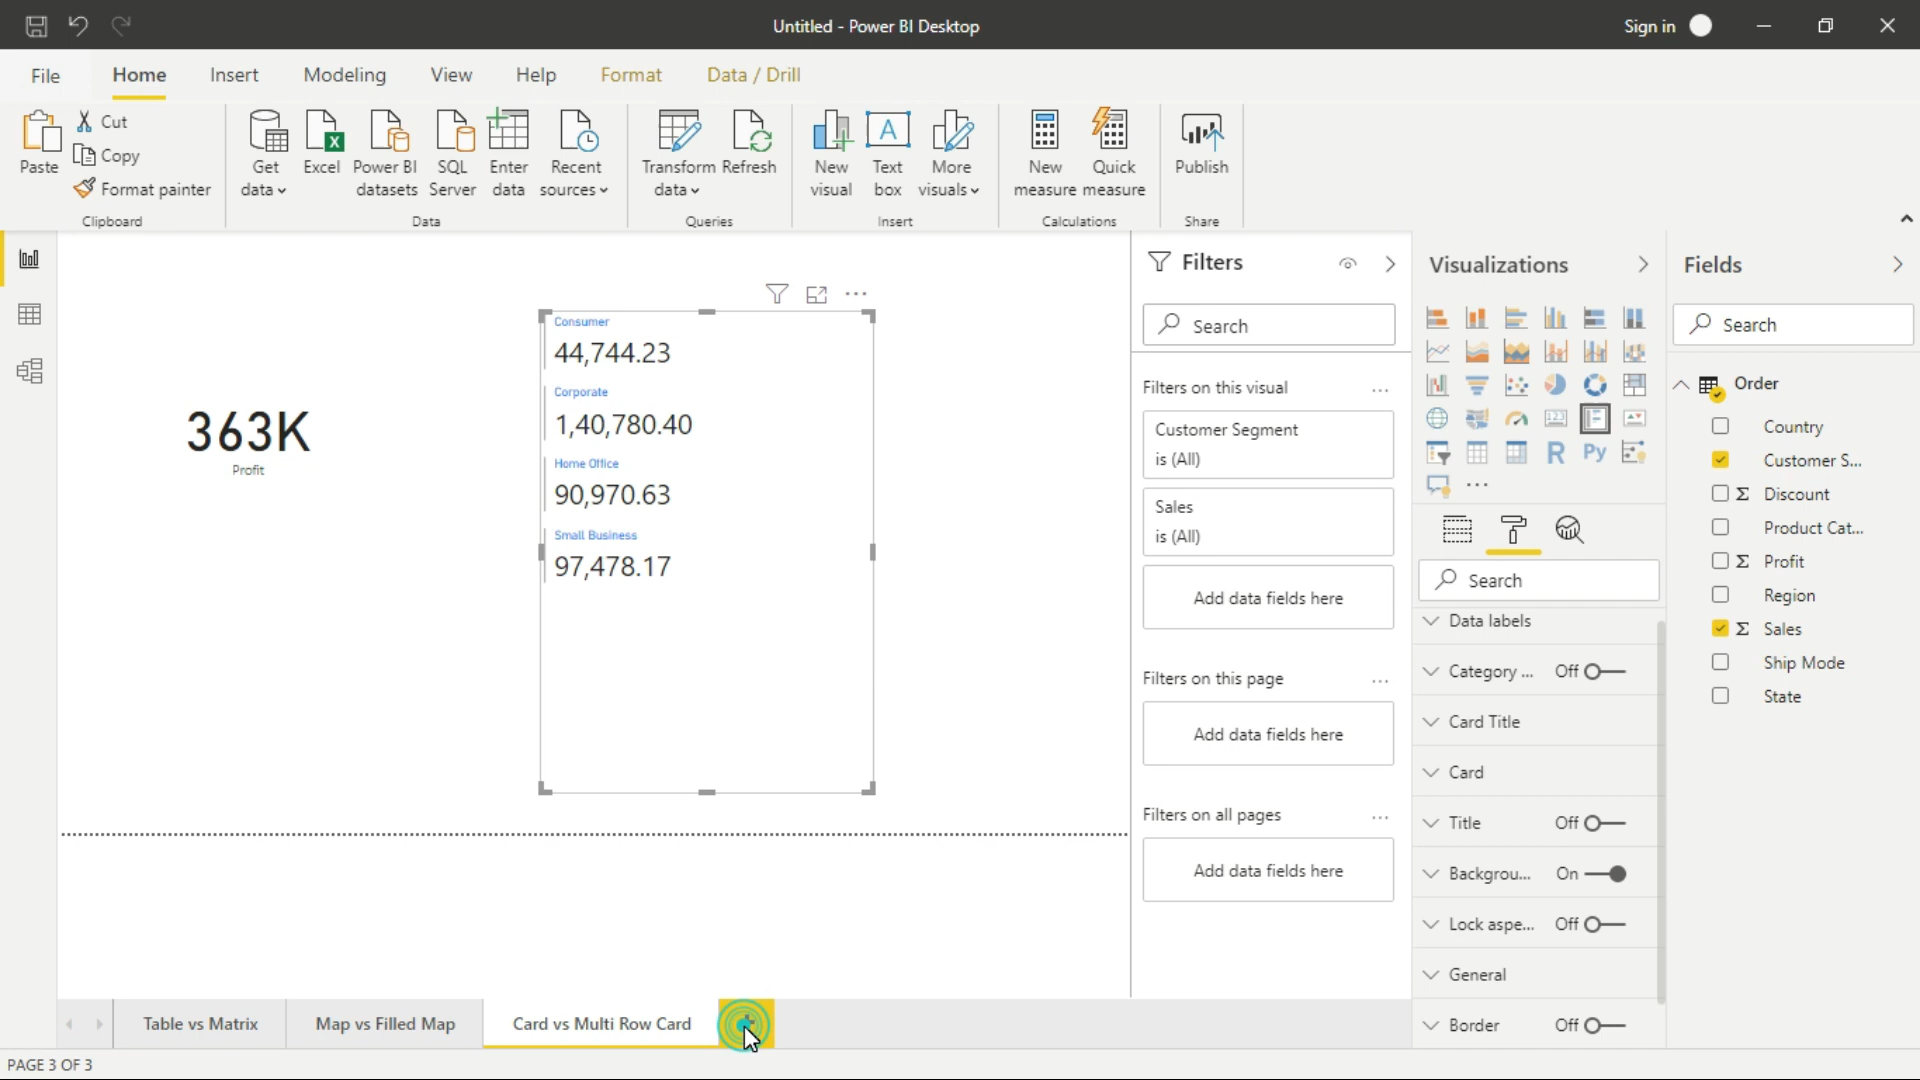 Untitled - Power BI Desktop
Sign in
File
Home
Insert
Modeling
View
Help
Format
Data / Drill
Paste
Cut
Copy
Format painter
Clipboard
Get data
Excel
Power BI datasets
SQL Server
Enter data
Recent sources
Data
Transform data
Refresh
Queries
New visual
Text box
More visuals
Insert
New measure
Quick measure
Calculations
Publish
Share
363K
Profit
Consumer
44,744.23
Corporate
1,40,780.40
Home Office
90,970.63
Small Business
97,478.17
Filters
Search
Filters on this visual
Customer Segment
is (All)
Sales
is (All)
Add data fields here
Filters on this page
Add data fields here
Filters on all pages
Add data fields here
Visualizations
123
R
Py
Search
Data labels
Category ... Off
Card Title
Card
Title Off
Backgrou... On
Lock aspe... Off
General
Border Off
Fields
Search
Order
Country
Customer S...
Σ Discount
Product Cat...
Σ Profit
Region
Σ Sales
Ship Mode
State
Table vs Matrix
Map vs Filled Map
Card vs Multi Row Card
PAGE 3 OF 3